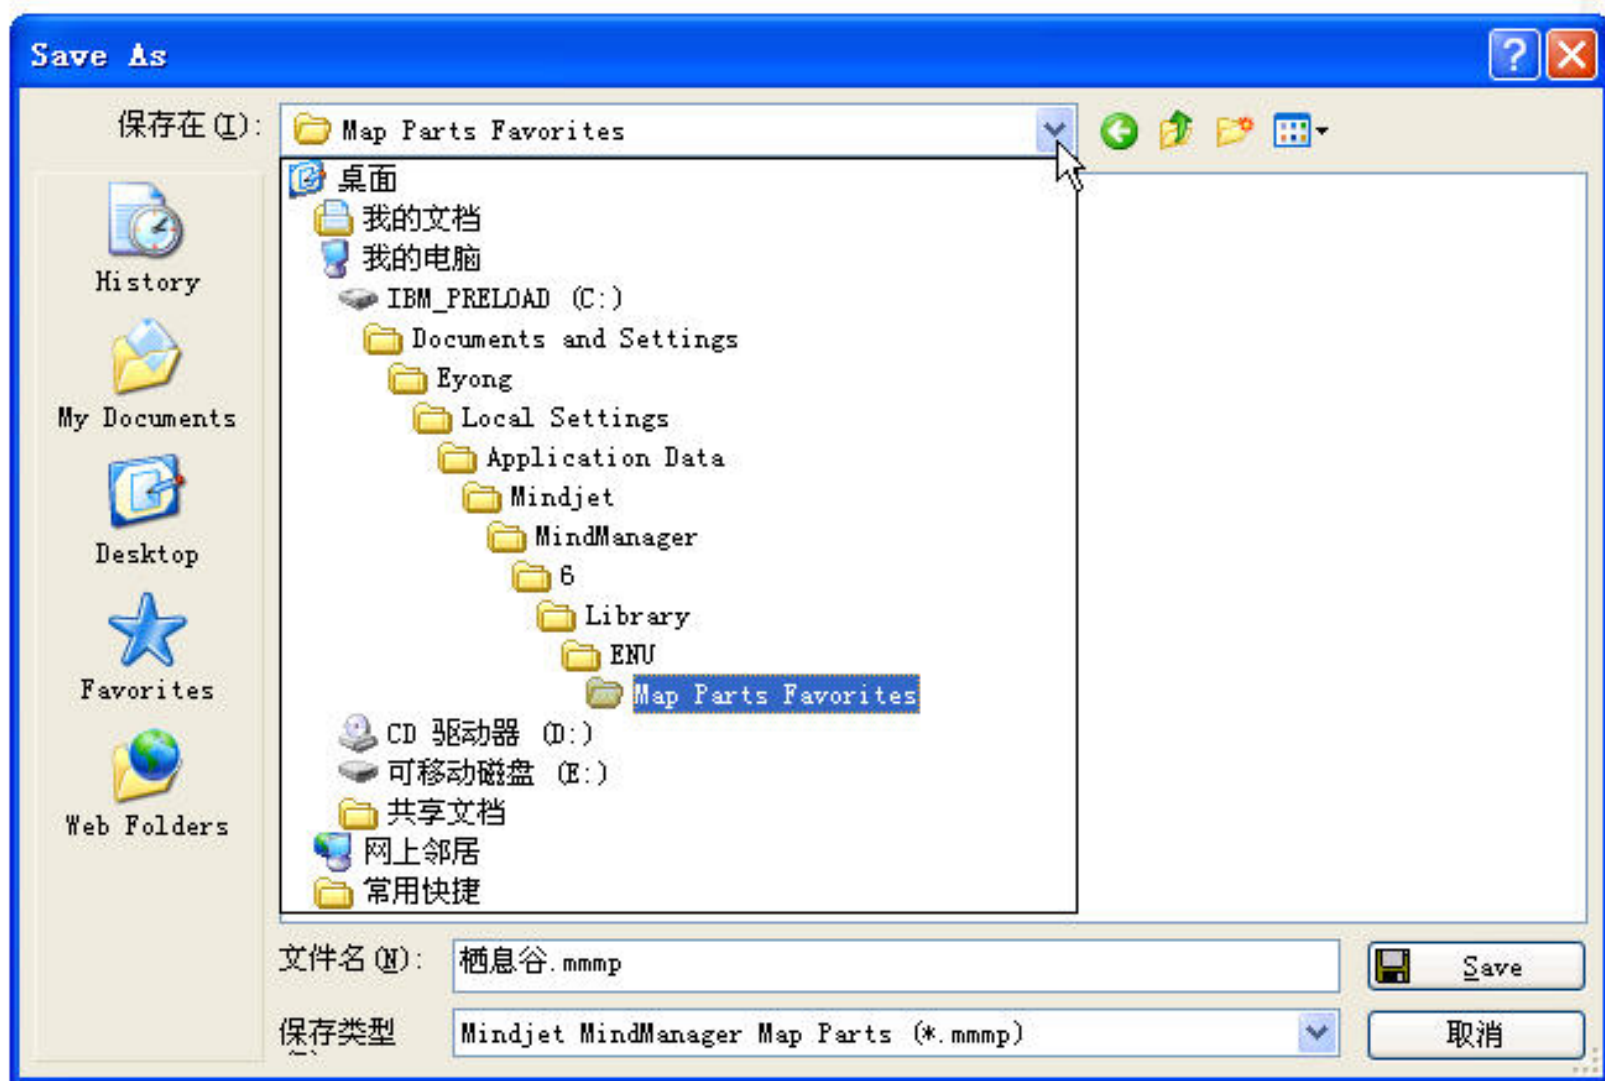 Save As
保存在(I):
Map Parts Favorites
桌面
我的文档
我的电脑
IBM_PRELOAD (C:)
Documents and Settings
Eyong
Local Settings
Application Data
Mindjet
MindManager
6
Library
ENU
Map Parts Favorites
CD 驱动器 (D:)
可移动磁盘 (E:)
共享文档
网上邻居
常用快捷
History
My Documents
Desktop
Favorites
Web Folders
文件名(N):
栖息谷.mmmp
Save
保存类型
Mindjet MindManager Map Parts (*.mmmp)
取消